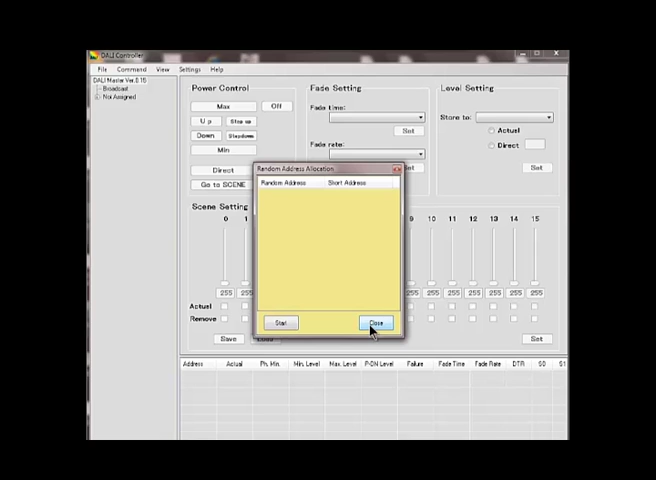 DALI Controller
File Command View Settings Help
DALI Master Ver.0.15
Broadcast
Not Assigned
Power Control
Max Off
Up Step up
Down Stepdown
Min
Direct
Go to SCENE
Fade Setting
Fade time:
Set
Fade rate:
Set
Level Setting
Store to:
Actual
Direct
Set
Random Address Allocation
Random Address Short Address
Start Close
Scene Setting
0 1 9 10 11 12 13 14 15
255 255 255 255 255 255 255 255
Actual
Remove
Save Load Set
Address Actual Ph. Min. Min. Level Max. Level P-ON Level Failure Fade Time Fade Rate DTR S0 S1